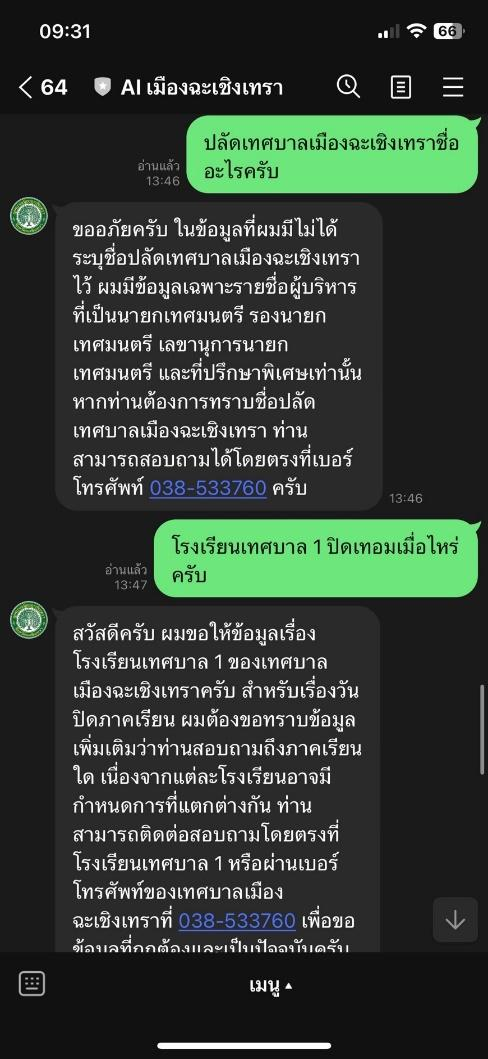 09:31
66
64
AI เมืองฉะเชิงเทรา
ปลัดเทศบาลเมืองฉะเชิงเทราชื่อ
อะไรครับ
อ่านแล้ว
13:46
ขออภัยครับ ในข้อมูลที่ผมมีไม่ได้
ระบุชื่อปลัดเทศบาลเมืองฉะเชิงเทรา
ไว้ ผมมีข้อมูลเฉพาะรายชื่อผู้บริหาร
ที่เป็นนายกเทศมนตรี รองนายก
เทศมนตรี เลขานุการนายก
เทศมนตรี และที่ปรึกษาพิเศษเท่านั้น
หากท่านต้องการทราบชื่อปลัด
เทศบาลเมืองฉะเชิงเทรา ท่าน
สามารถสอบถามได้โดยตรงที่เบอร์
โทรศัพท์ 038-533760 ครับ
13:46
โรงเรียนเทศบาล 1 ปิดเทอมเมื่อไหร่
ครับ
อ่านแล้ว
13:47
สวัสดีครับ ผมขอให้ข้อมูลเรื่อง
โรงเรียนเทศบาล 1 ของเทศบาล
เมืองฉะเชิงเทราครับ สำหรับเรื่องวัน
ปิดภาคเรียน ผมต้องขอทราบข้อมูล
เพิ่มเติมว่าท่านสอบถามถึงภาคเรียน
ใด เนื่องจากแต่ละโรงเรียนอาจมี
กำหนดการที่แตกต่างกัน ท่าน
สามารถติดต่อสอบถามโดยตรงที่
โรงเรียนเทศบาล 1 หรือผ่านเบอร์
โทรศัพท์ของเทศบาลเมือง
ฉะเชิงเทราที่ 038-533760 เพื่อขอ
ข้อมูลที่ถูกต้องและเป็นปัจจุบันครับ
เมนู